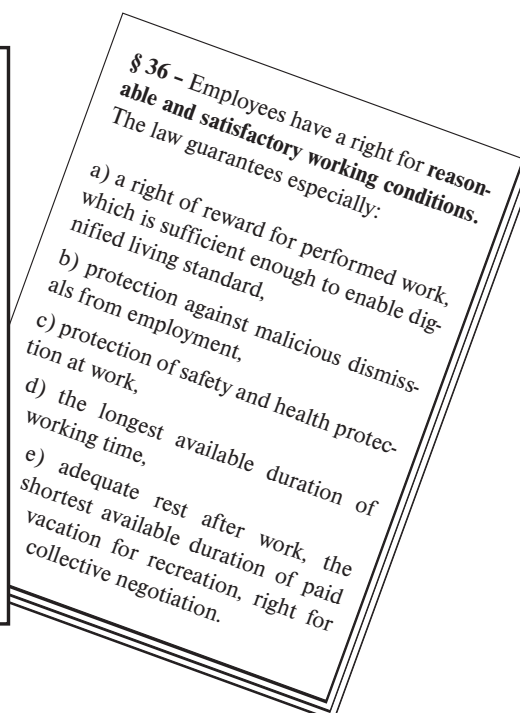 § 36 – Employees have a right for reason-
able and satisfactory working conditions.
The law guarantees especially:
a) a right of reward for performed work,
which is sufficient enough to enable dig-
nified living standard,
b) protection against malicious dismiss-
als from employment,
c) protection of safety and health protec-
tion at work,
d) the longest available duration of
working time,
e) adequate rest after work, the
shortest available duration of paid
vacation for recreation, right for
collective negotiation.